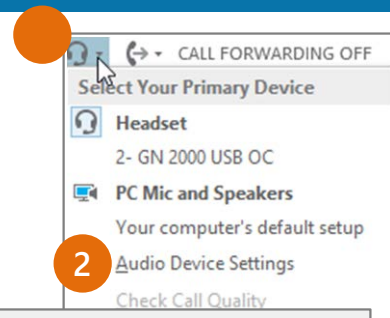 CALL FORWARDING OFF
Select Your Primary Device
Headset
2- GN 2000 USB OC
PC Mic and Speakers
Your computer's default setup
2 Audio Device Settings
Check Call Quality